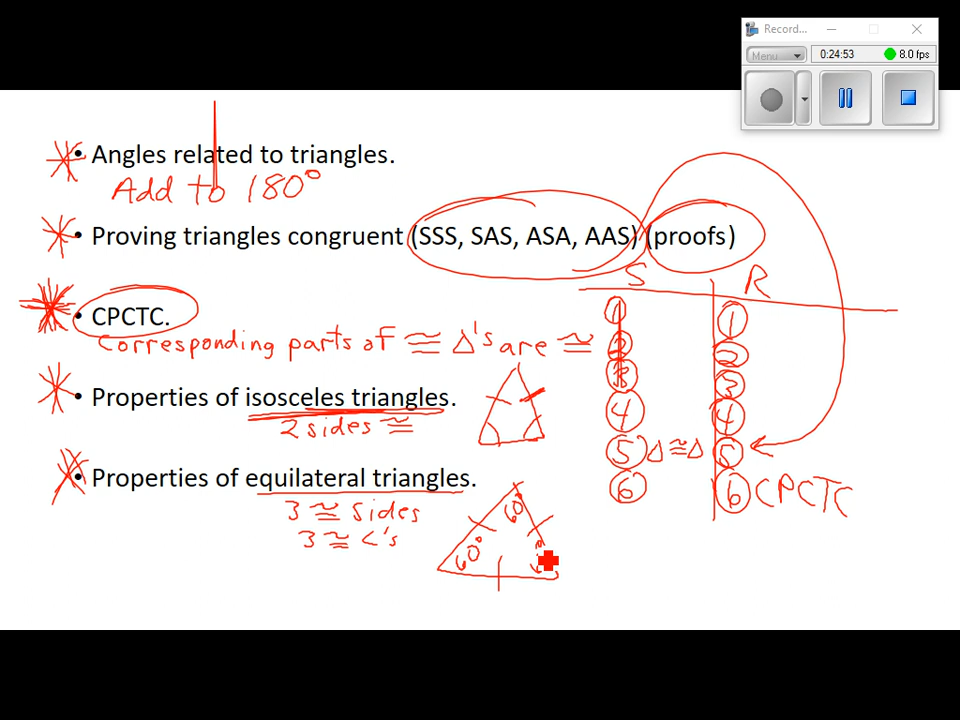 Record...
Menu
0:24:53
8.0 fps
• Angles related to triangles.
Add to 180°
• Proving triangles congruent (SSS, SAS, ASA, AAS) (proofs)
S R
• CPCTC.
Corresponding parts of ≅ Δ's are ≅
1 1
2 2
3 3
4 4
5 Δ≅Δ 5
6 6 CPCTC
• Properties of isosceles triangles.
2 sides ≅
• Properties of equilateral triangles.
3 ≅ sides
3 ≅ <'s
60°
60°